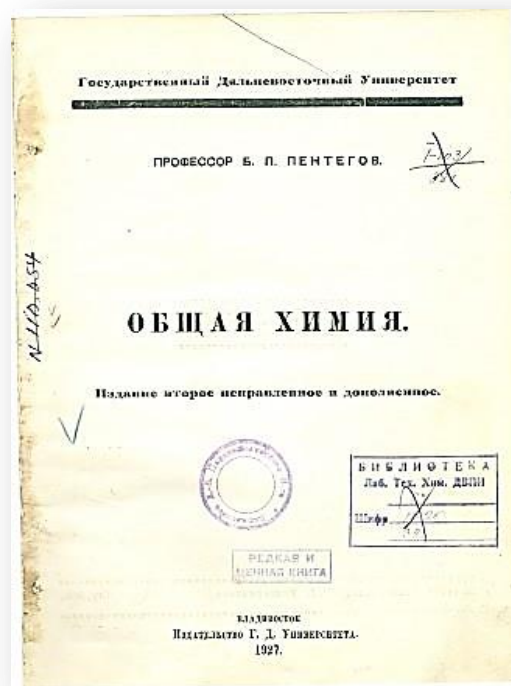 Государственный Дальневосточный Университет
ПРОФЕССОР Б. П. ПЕНТЕГОВ.
ОБЩАЯ ХИМИЯ.
Издание второе исправленное и дополненное.
БИБЛИОТЕКА
Лаб. Тех. Хим. ДВПИ
Шифр
РЕДКАЯ И
ЦЕННАЯ КНИГА
ВЛАДИВОСТОК
Издательство Г. Д. Университета.
1927.